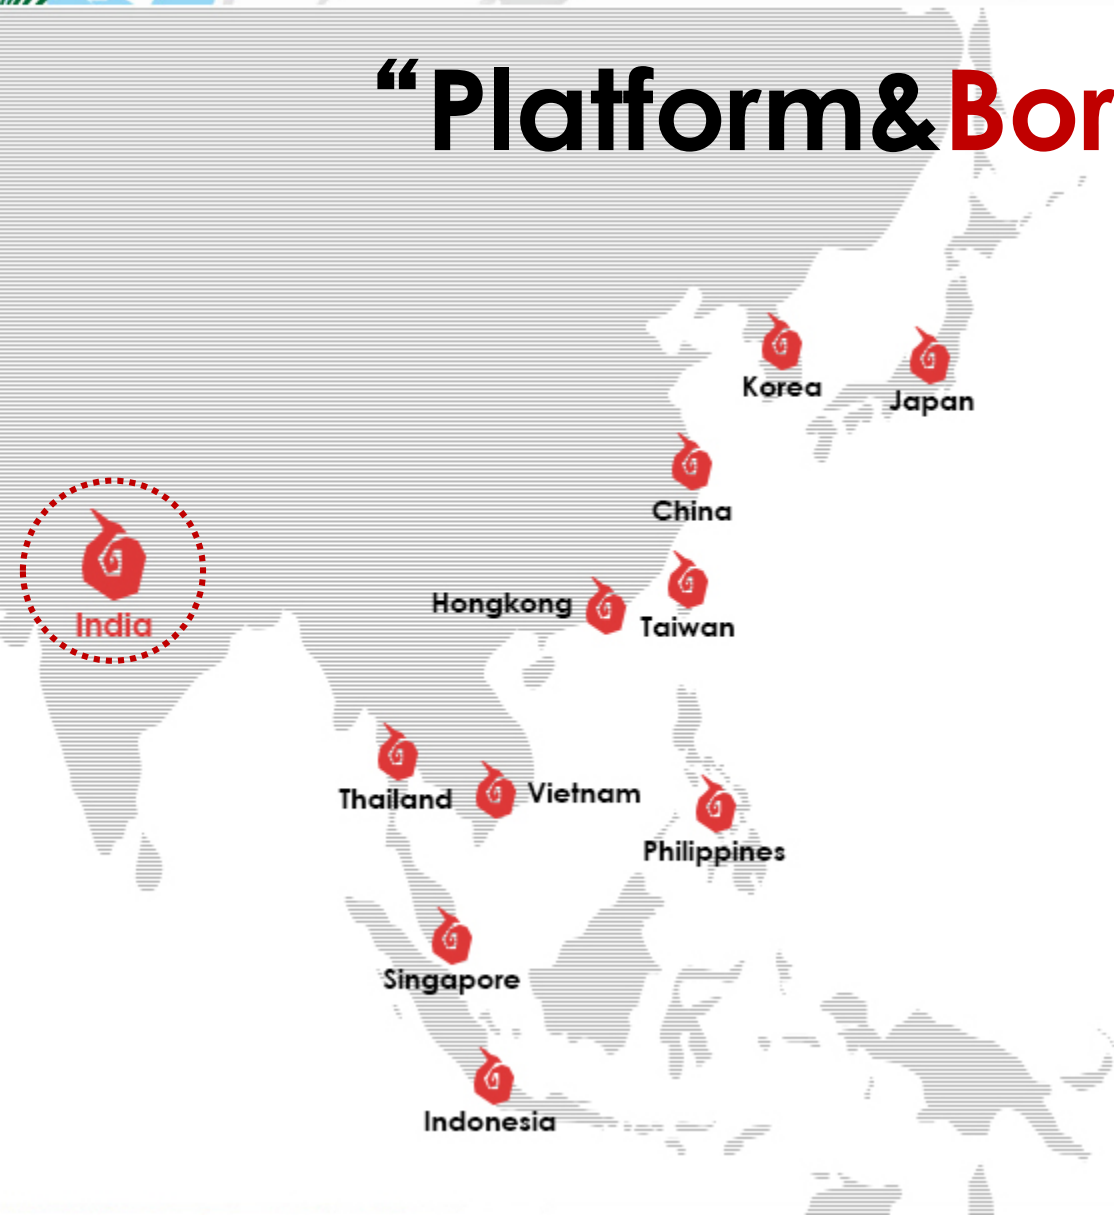 “Platform&Bor
Korea
Japan
China
India
Hongkong
Taiwan
Thailand
Vietnam
Philippines
Singapore
Indonesia